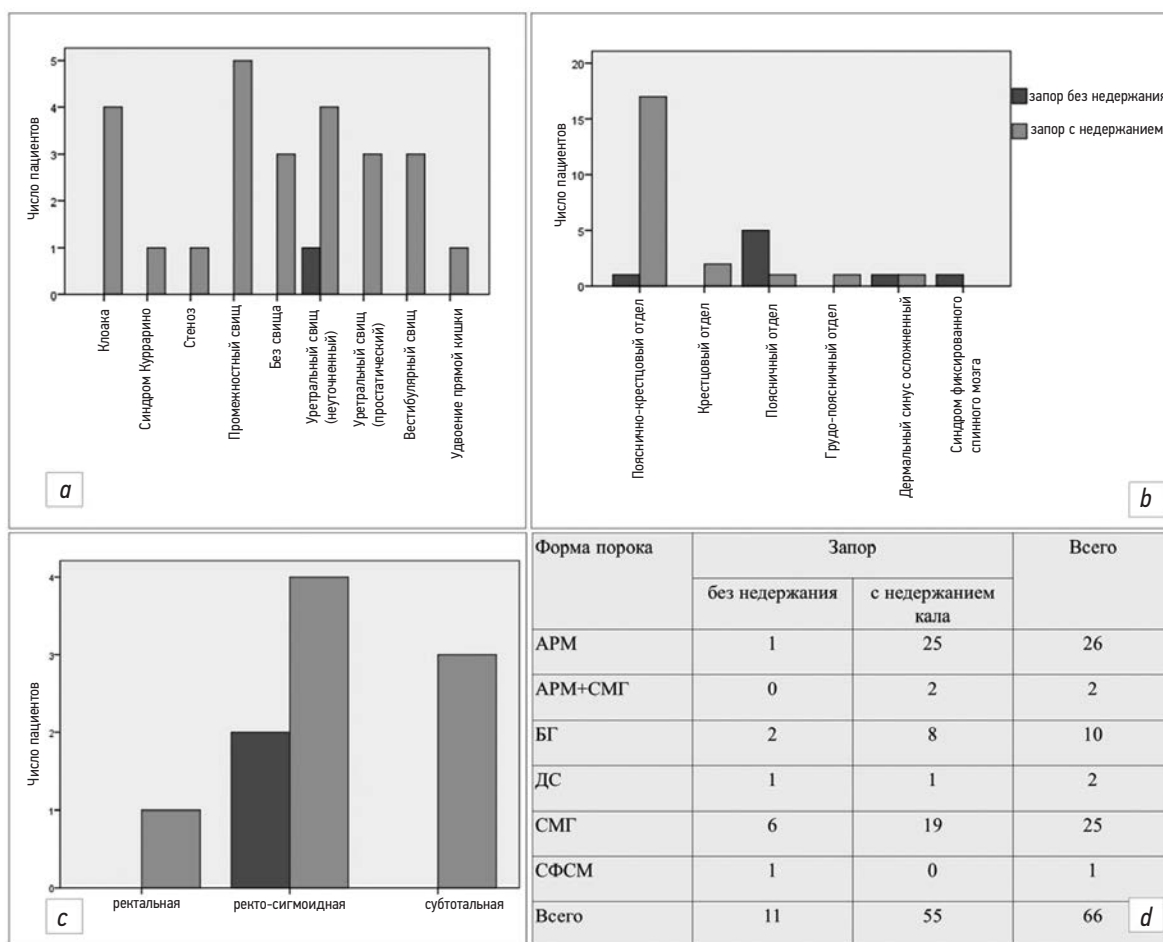 5
4
3
2
1
0
Число пациентов
Клоака
Синдром Куррарино
Стеноз
Промежностный свищ
Без свища
Уретральный свищ
(неуточненный)
Уретральный свищ
(простатический)
Вестибулярный свищ
Удвоение прямой кишки
a
20
15
10
5
0
Число пациентов
Пояснично-крестцовый отдел
Крестцовый отдел
Поясничный отдел
Грудо-поясничный отдел
Дермальный синус осложненный
Синдром фиксированного
спинного мозга
запор без недержания
запор с недержанием
b
4
3
2
1
0
Число пациентов
ректальная
ректо-сигмоидная
субтотальная
c
Форма порока Запор Всего
без недержания с недержанием
кала
АРМ 1 25 26
АРМ+СМГ 0 2 2
БГ 2 8 10
ДС 1 1 2
СМГ 6 19 25
СФСМ 1 0 1
Всего 11 55 66
d